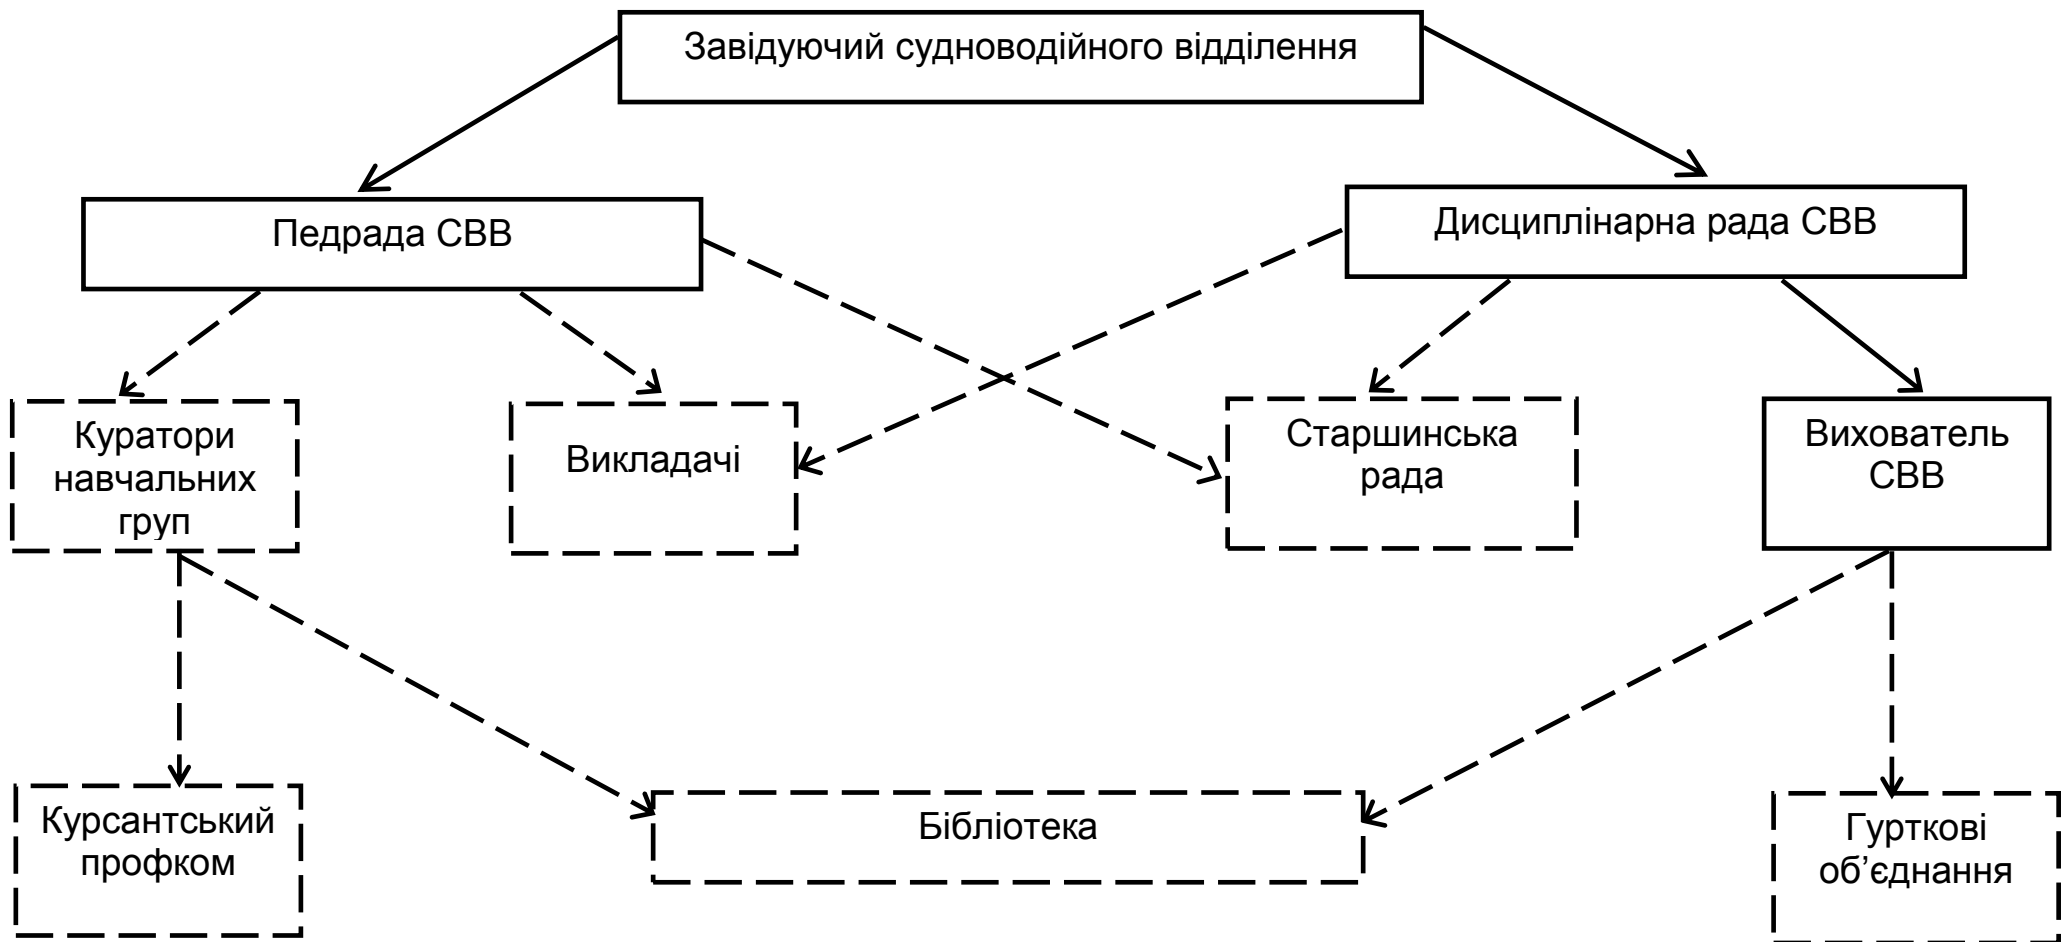 Завідуючий судноводійного відділення
Педрада СВВ
Дисциплінарна рада СВВ
Куратори
навчальних
груп
Викладачі
Старшинська
рада
Вихователь
СВВ
Курсантський
профком
Бібліотека
Гурткові
об’єднання